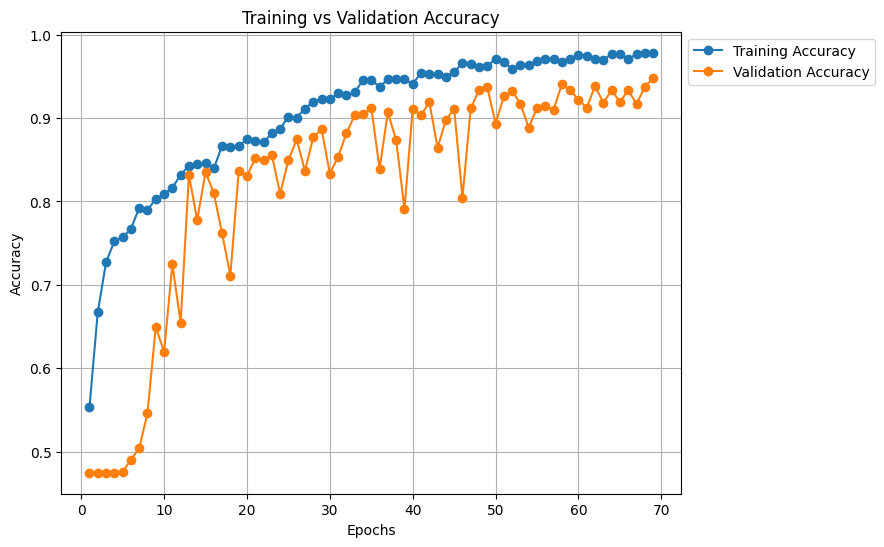 Training vs Validation Accuracy
1.0
0.9
0.8
0.7
0.6
0.5
Accuracy
0
10
20
30
40
50
60
70
Epochs
Training Accuracy
Validation Accuracy